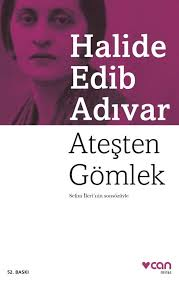 Halide
Edib
Adıvar
Ateşten
Gömlek
Selim İleri'nin sonsözüyle
52. BASKI
can